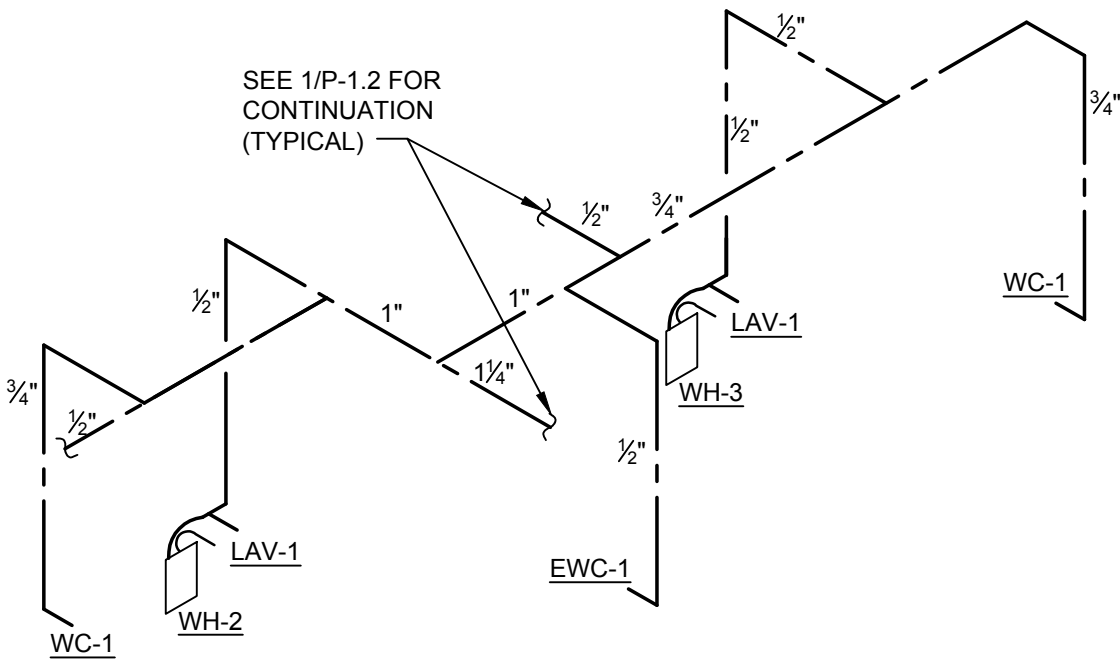 ½"
SEE 1/P-1.2 FOR
CONTINUATION
(TYPICAL)
¾"
½"
½"
¾"
½"
1"
1"
WC-1
LAV-1
¾"
1¼"
½"
WH-3
½"
LAV-1
EWC-1
WH-2
WC-1